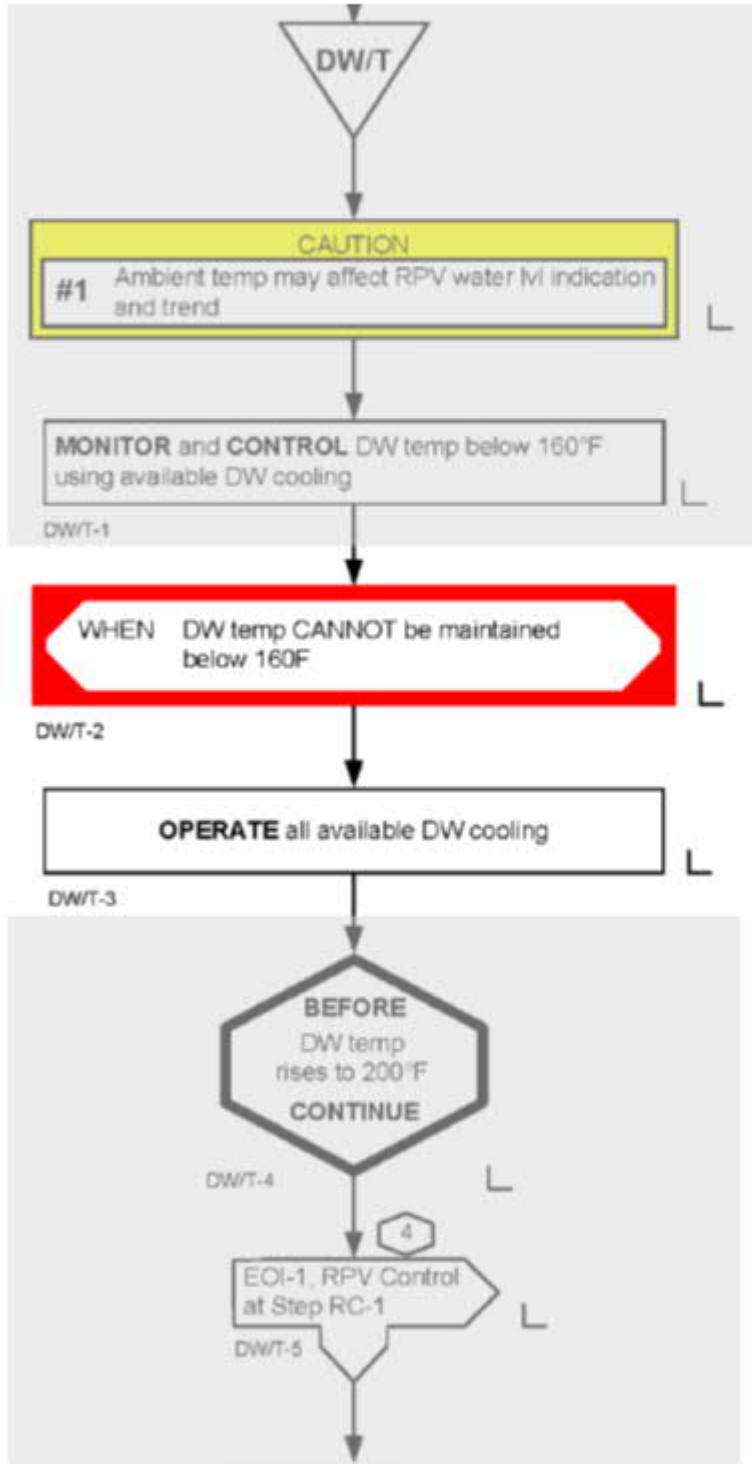 DW/T
CAUTION
#1 Ambient temp may affect RPV water lvl indication
and trend
MONITOR and CONTROL DW temp below 160°F
using available DW cooling
DW/T-1
WHEN DW temp CANNOT be maintained
below 160F
DW/T-2
OPERATE all available DW cooling
DW/T-3
BEFORE
DW temp
rises to 200°F
CONTINUE
DW/T-4
4
EOI-1, RPV Control
at Step RC-1
DW/T-5